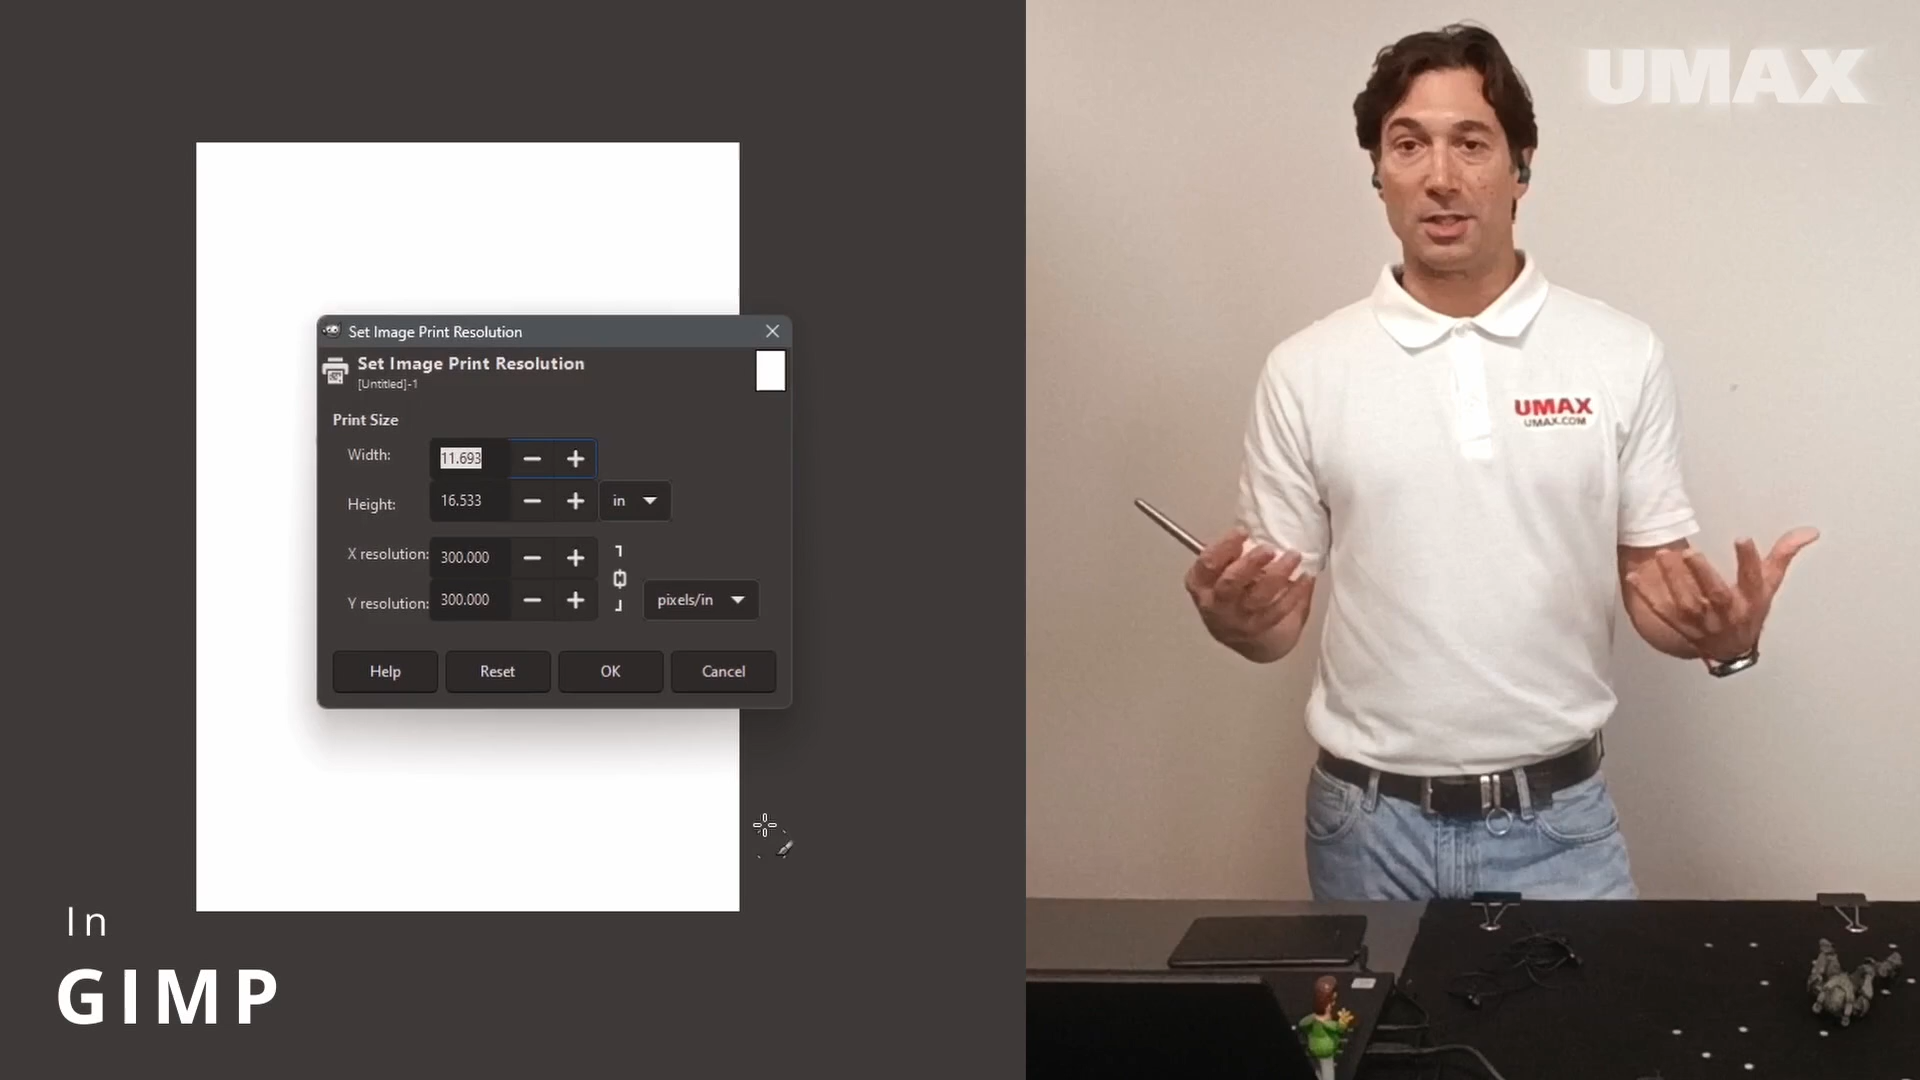 Set Image Print Resolution
Set Image Print Resolution
[Untitled]-1
Print Size
Width: 11.693
Height: 16.533 in
X resolution: 300.000
Y resolution: 300.000 pixels/in
Help Reset OK Cancel
In
GIMP
UMAX
UMAX
UMAX.COM